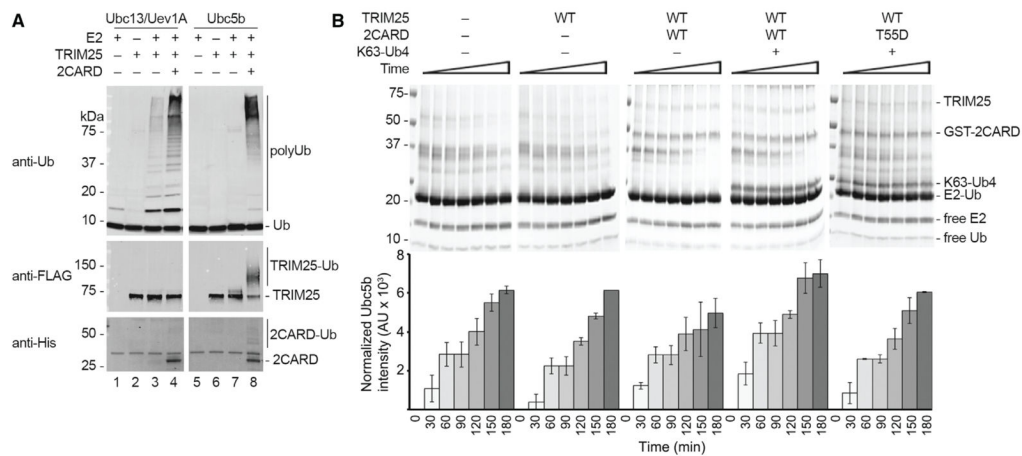 A
Ubc13/Uev1A Ubc5b
E2 + + + + + + + +
TRIM25 – + + + – + + +
2CARD – – – + – – – +
kDa
anti-Ub
75 -
37 -
20 -
10 -
polyUb
- Ub
anti-FLAG
150 -
75 -
TRIM25-Ub
- TRIM25
anti-His
50 -
25 -
2CARD-Ub
- 2CARD
1 2 3 4 5 6 7 8
B
TRIM25 – WT WT WT WT
2CARD – – WT WT T55D
K63-Ub4 – – – + +
Time
75-
50 -
37 -
20 -
10 -
- TRIM25
GST-2CARD
- K63-Ub4
- E2-Ub
- free E2
- free Ub
Normalized Ubc5b
intensity (AU x 10³)
8
6
4
2
0 30 60 90 120 150 180 0 30 60 90 120 150 180 0 30 60 90 120 150 180 0 30 60 90 120 150 180 0 30 60 90 120 150 180
Time (min)